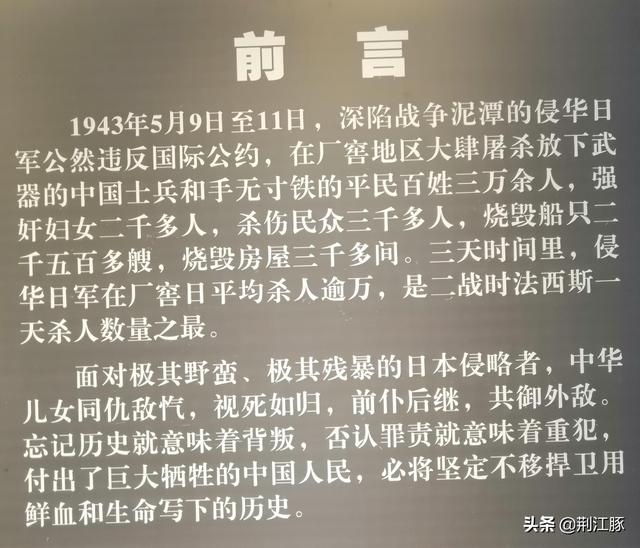 前言
1943年5月9日至11日，深陷战争泥潭的侵华日
军公然违反国际公约，在厂窖地区大肆屠杀放下武
器的中国士兵和手无寸铁的平民百姓三万余人，强
奸妇女二千多人，杀伤民众三千多人，烧毁船只二
千五百多艘，烧毁房屋三千多间。三天时间里，侵
华日军在厂窖日平均杀人逾万，是二战时法西斯一
天杀人数量之最。
面对极其野蛮、极其残暴的日本侵略者，中华
儿女同仇敌忾，视死如归，前仆后继，共御外敌。
忘记历史就意味着背叛，否认罪责就意味着重犯，
付出了巨大牺牲的中国人民，必将坚定不移捍卫用
鲜血和生命写下的历史。
头条 @荆江豚